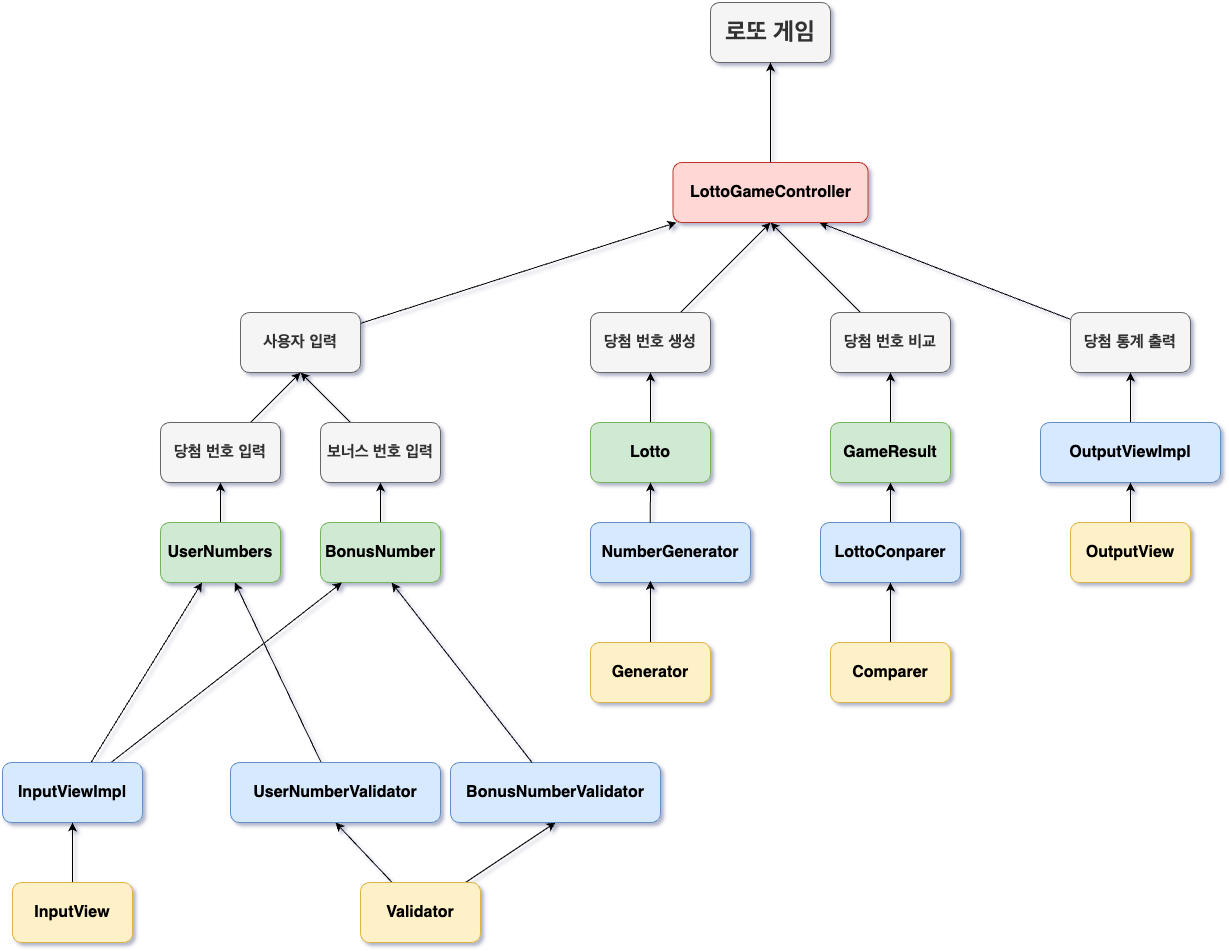 로또 게임
LottoGameController
사용자 입력
당첨 번호 생성
당첨 번호 비교
당첨 통계 출력
당첨 번호 입력
보너스 번호 입력
Lotto
GameResult
OutputViewImpl
UserNumbers
BonusNumber
NumberGenerator
LottoConparer
OutputView
Generator
Comparer
InputViewImpl
UserNumberValidator
BonusNumberValidator
InputView
Validator